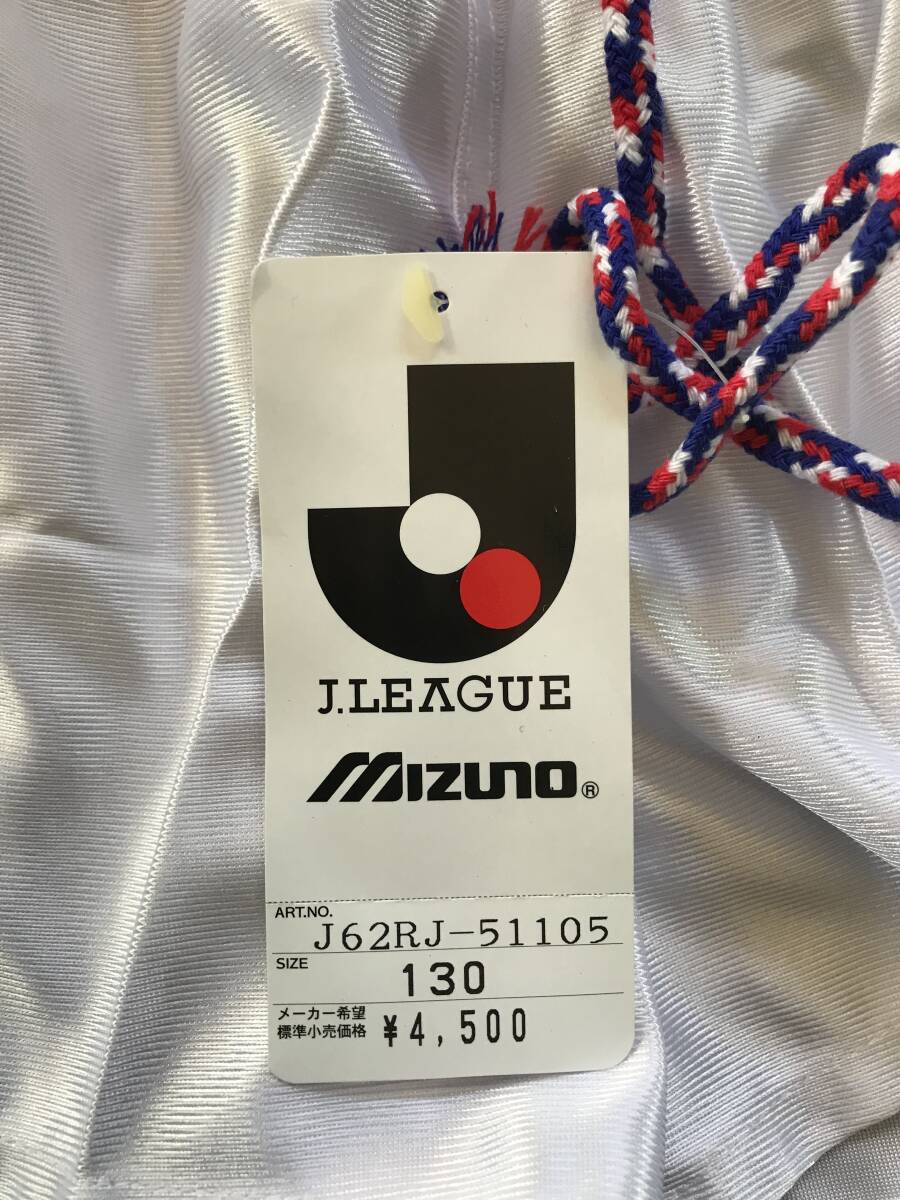 J.LEAGUE
MIZUNO®
ART.NO.
J62RJ-51105
SIZE
130
メーカー希望
標準小売価格 ¥4,500